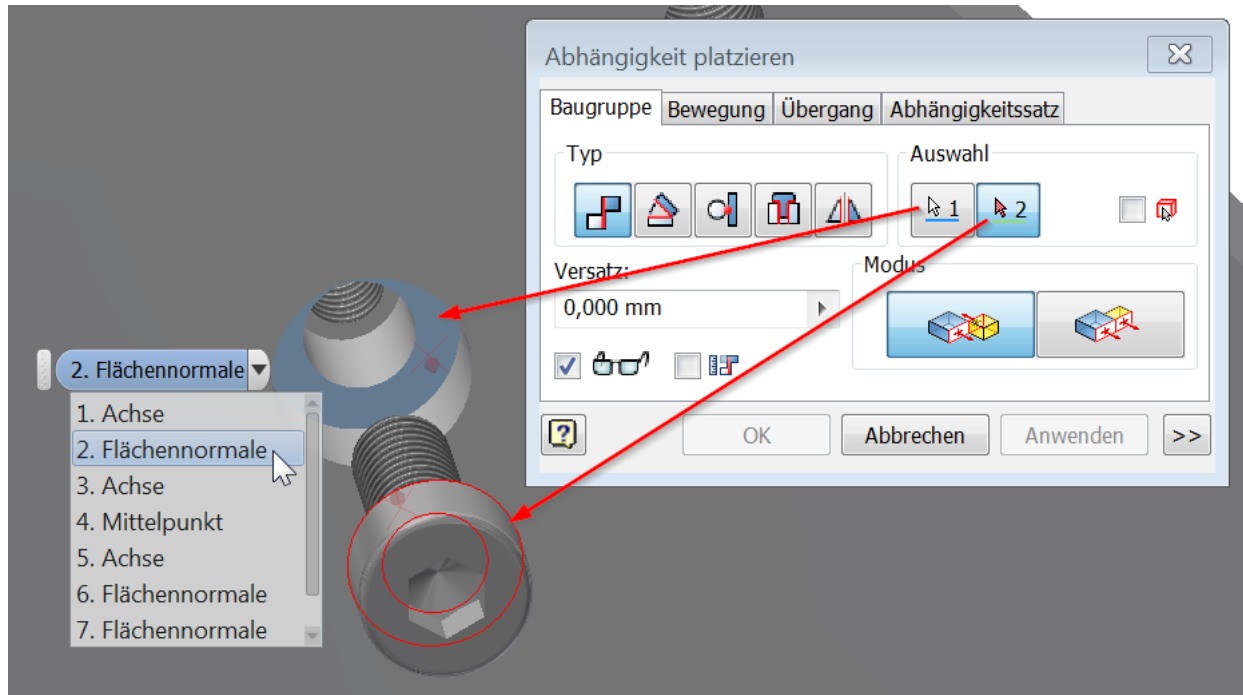 Abhängigkeit platzieren
Baugruppe Bewegung Übergang Abhängigkeitssatz
Typ
Auswahl
1 2
Versatz:
Modus
0,000 mm
2. Flächennormale
1. Achse
2. Flächennormale
3. Achse
4. Mittelpunkt
5. Achse
6. Flächennormale
7. Flächennormale
? OK Abbrechen Anwenden >>